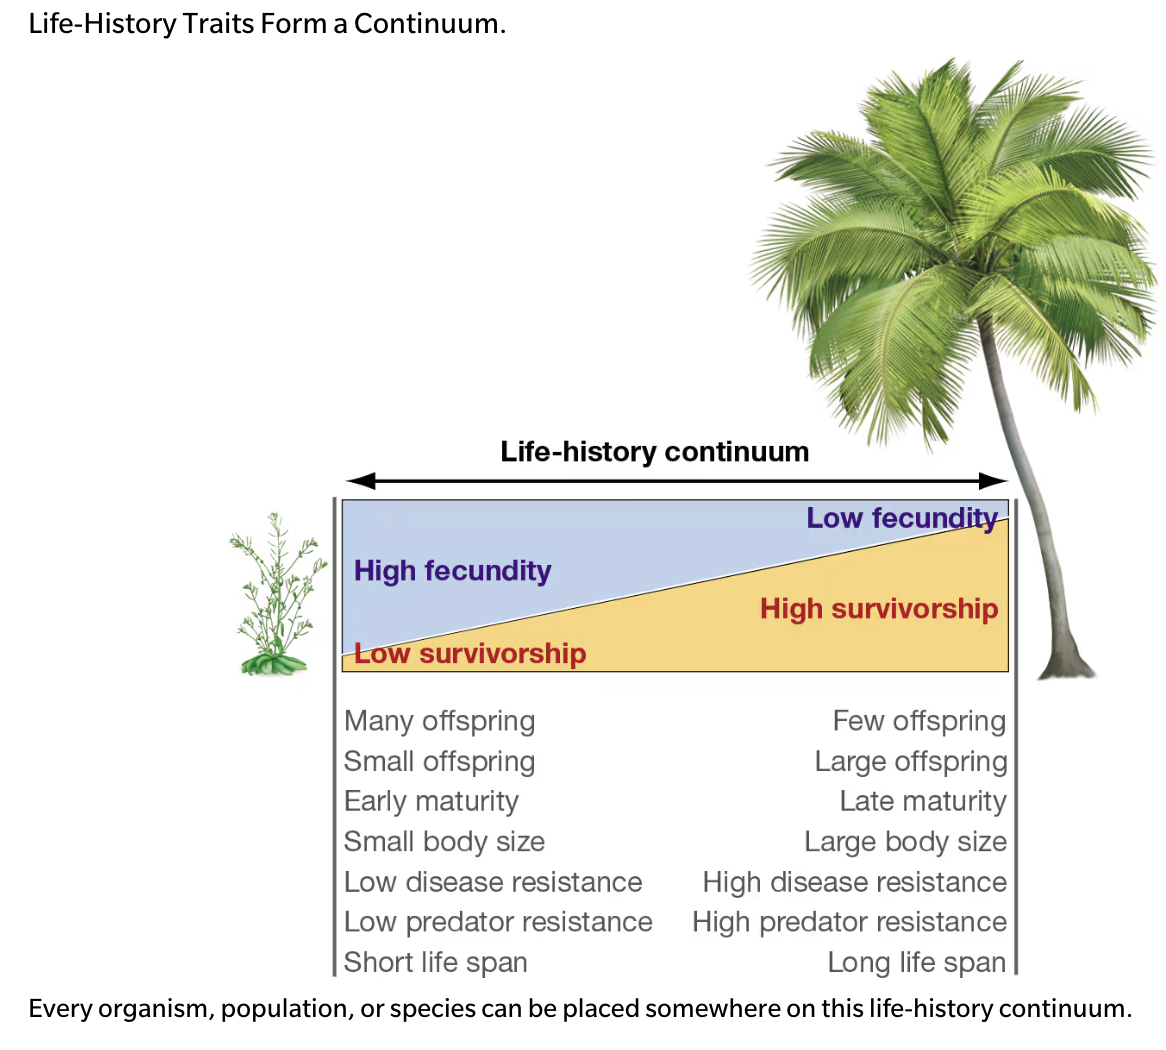 Life-History Traits Form a Continuum.
Life-history continuum
Low fecundity
High fecundity
High survivorship
Low survivorship
Many offspring Few offspring
Small offspring Large offspring
Early maturity Late maturity
Small body size Large body size
Low disease resistance High disease resistance
Low predator resistance High predator resistance
Short life span Long life span
Every organism, population, or species can be placed somewhere on this life-history continuum.